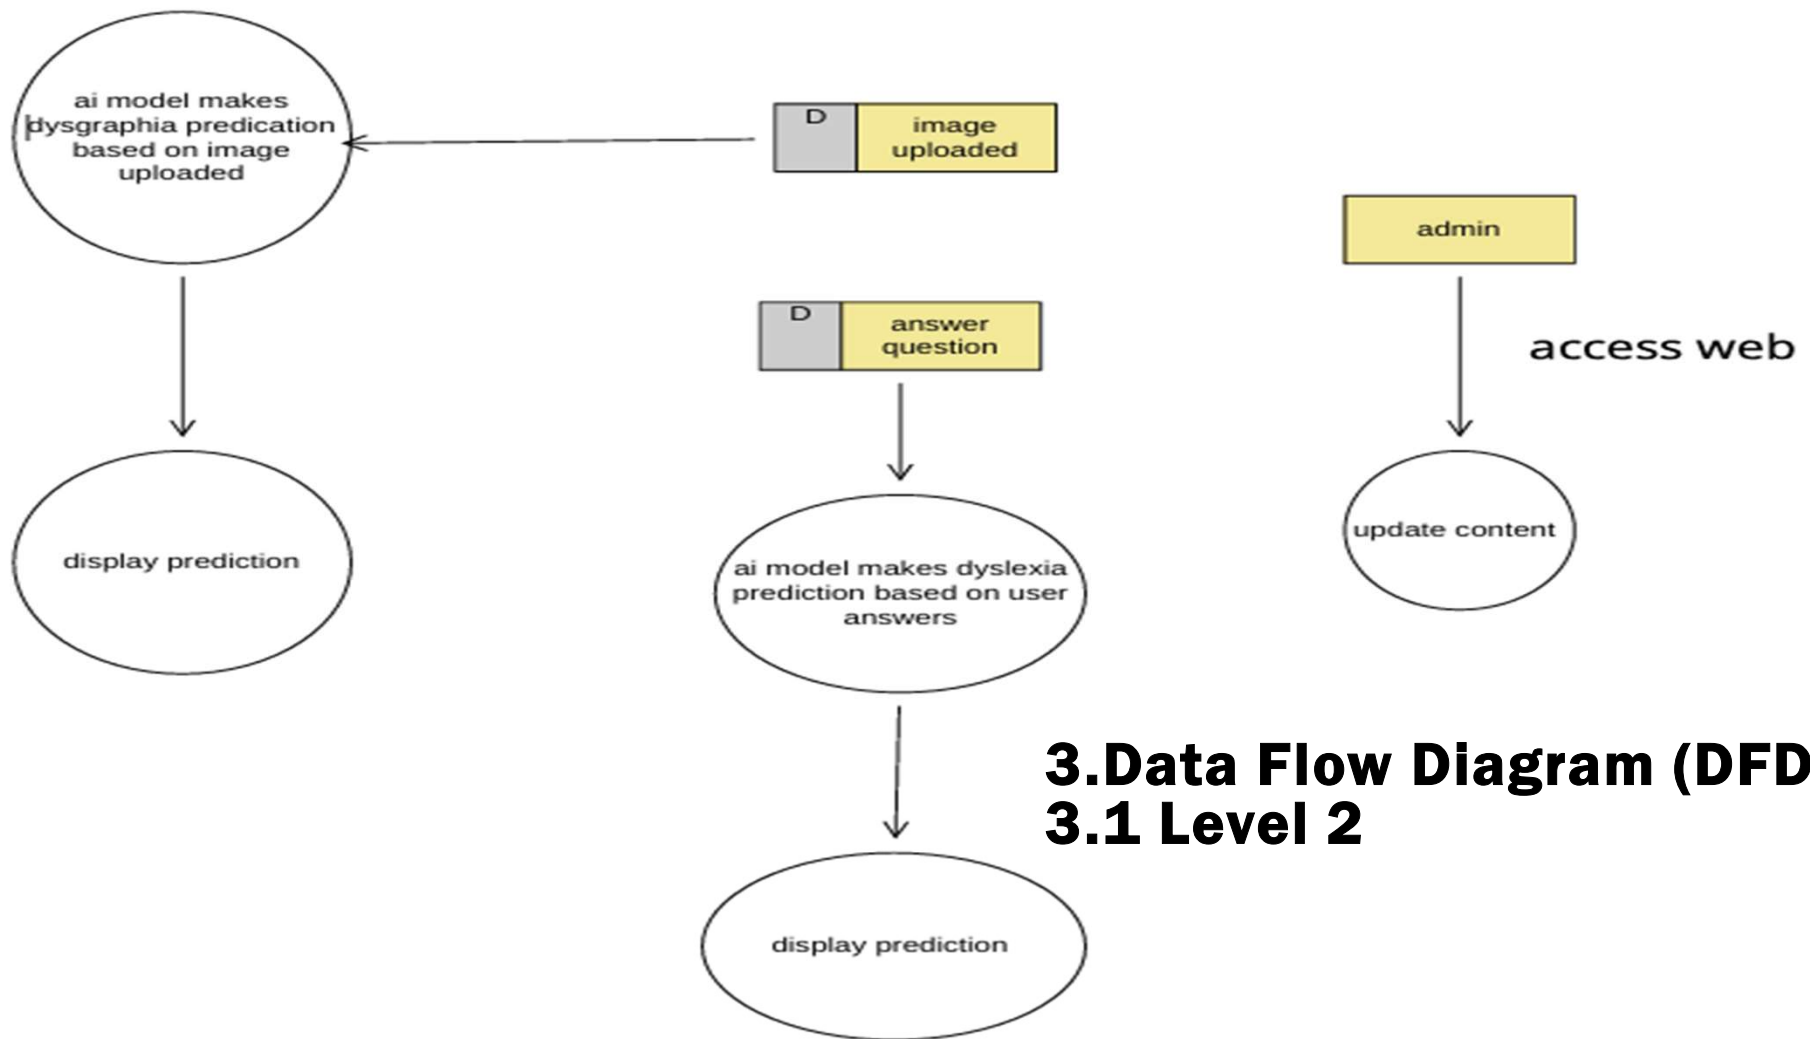 ai model makes
dysgraphia predication
based on image
uploaded
D
image
uploaded
admin
D
answer
question
access web
display prediction
update content
ai model makes dyslexia
prediction based on user
answers
3.Data Flow Diagram (DFD
3.1 Level 2
display prediction